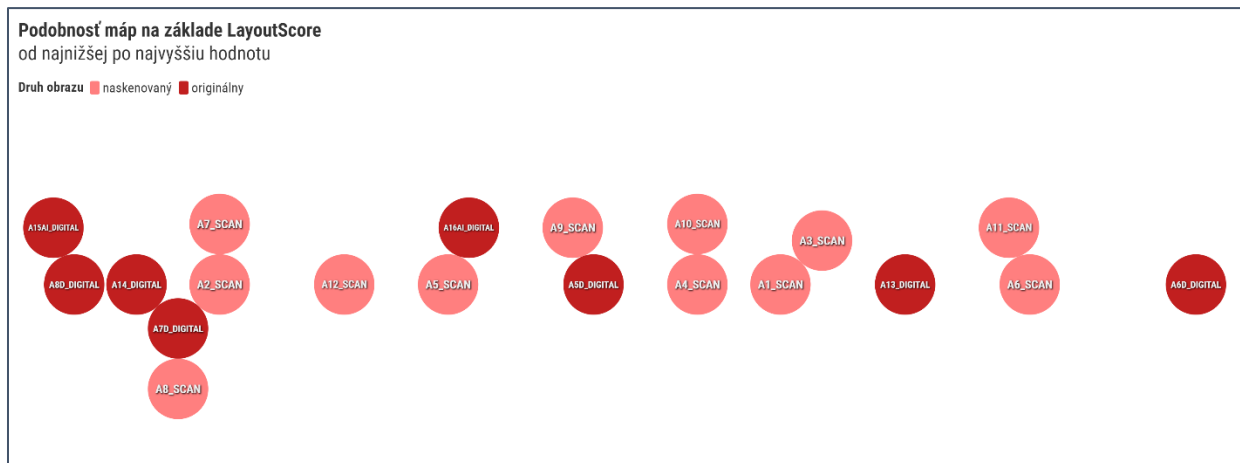 Podobnosť máp na základe LayoutScore
od najnižšej po najvyššiu hodnotu
Druh obrazu naskenovaný originálny
A15AI_DIGITAL
A7_SCAN
A16AI_DIGITAL
A9_SCAN
A10_SCAN
A3_SCAN
A11_SCAN
A8D_DIGITAL
A14_DIGITAL
A2_SCAN
A12_SCAN
A5_SCAN
A5D_DIGITAL
A4_SCAN
A1_SCAN
A13_DIGITAL
A6_SCAN
A6D_DIGITAL
A7D_DIGITAL
A8_SCAN